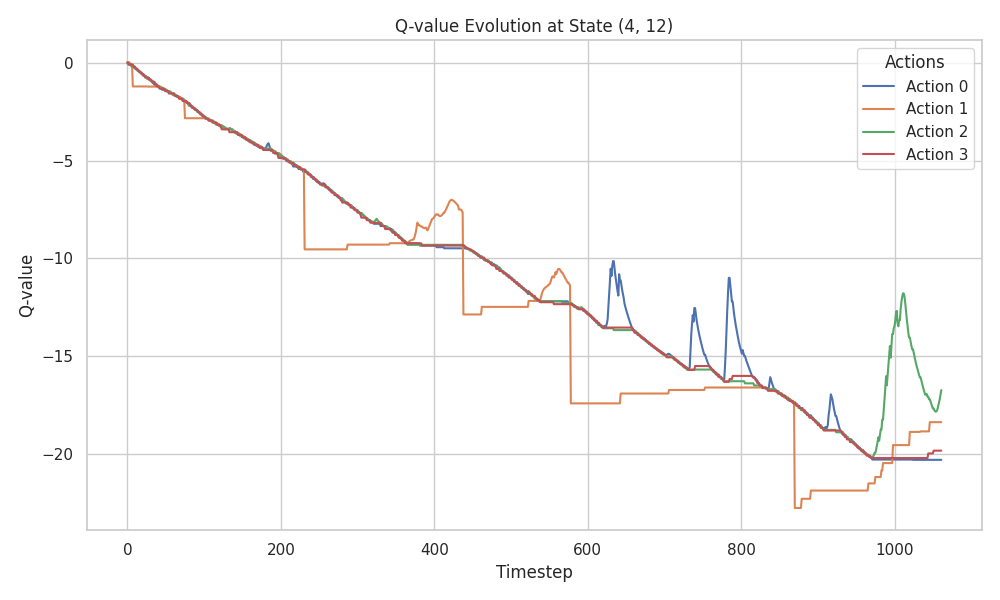 Q-value Evolution at State (4, 12)
Actions
Action 0
Action 1
Action 2
Action 3
Q-value
0
−5
−10
−15
−20
0 200 400 600 800 1000
Timestep